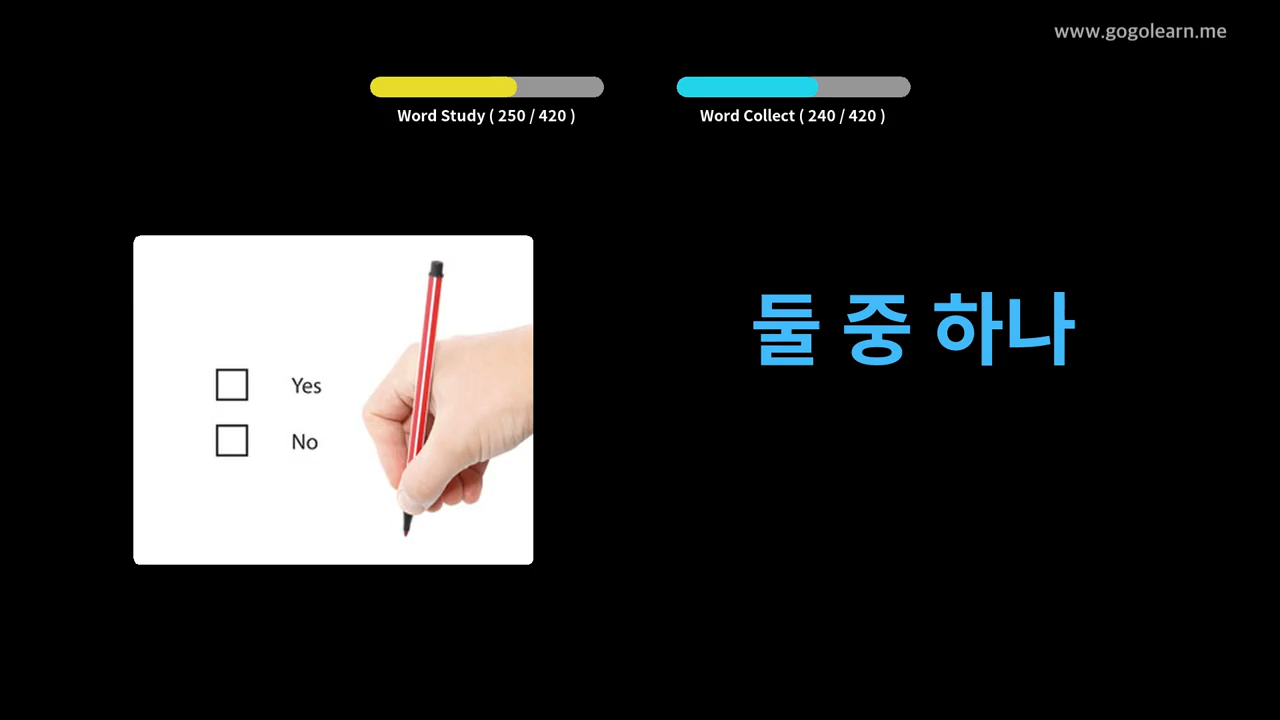 www.gogolearn.me
Word Study ( 250 / 420 )
Word Collect ( 240 / 420 )
Yes
No
둘 중 하나